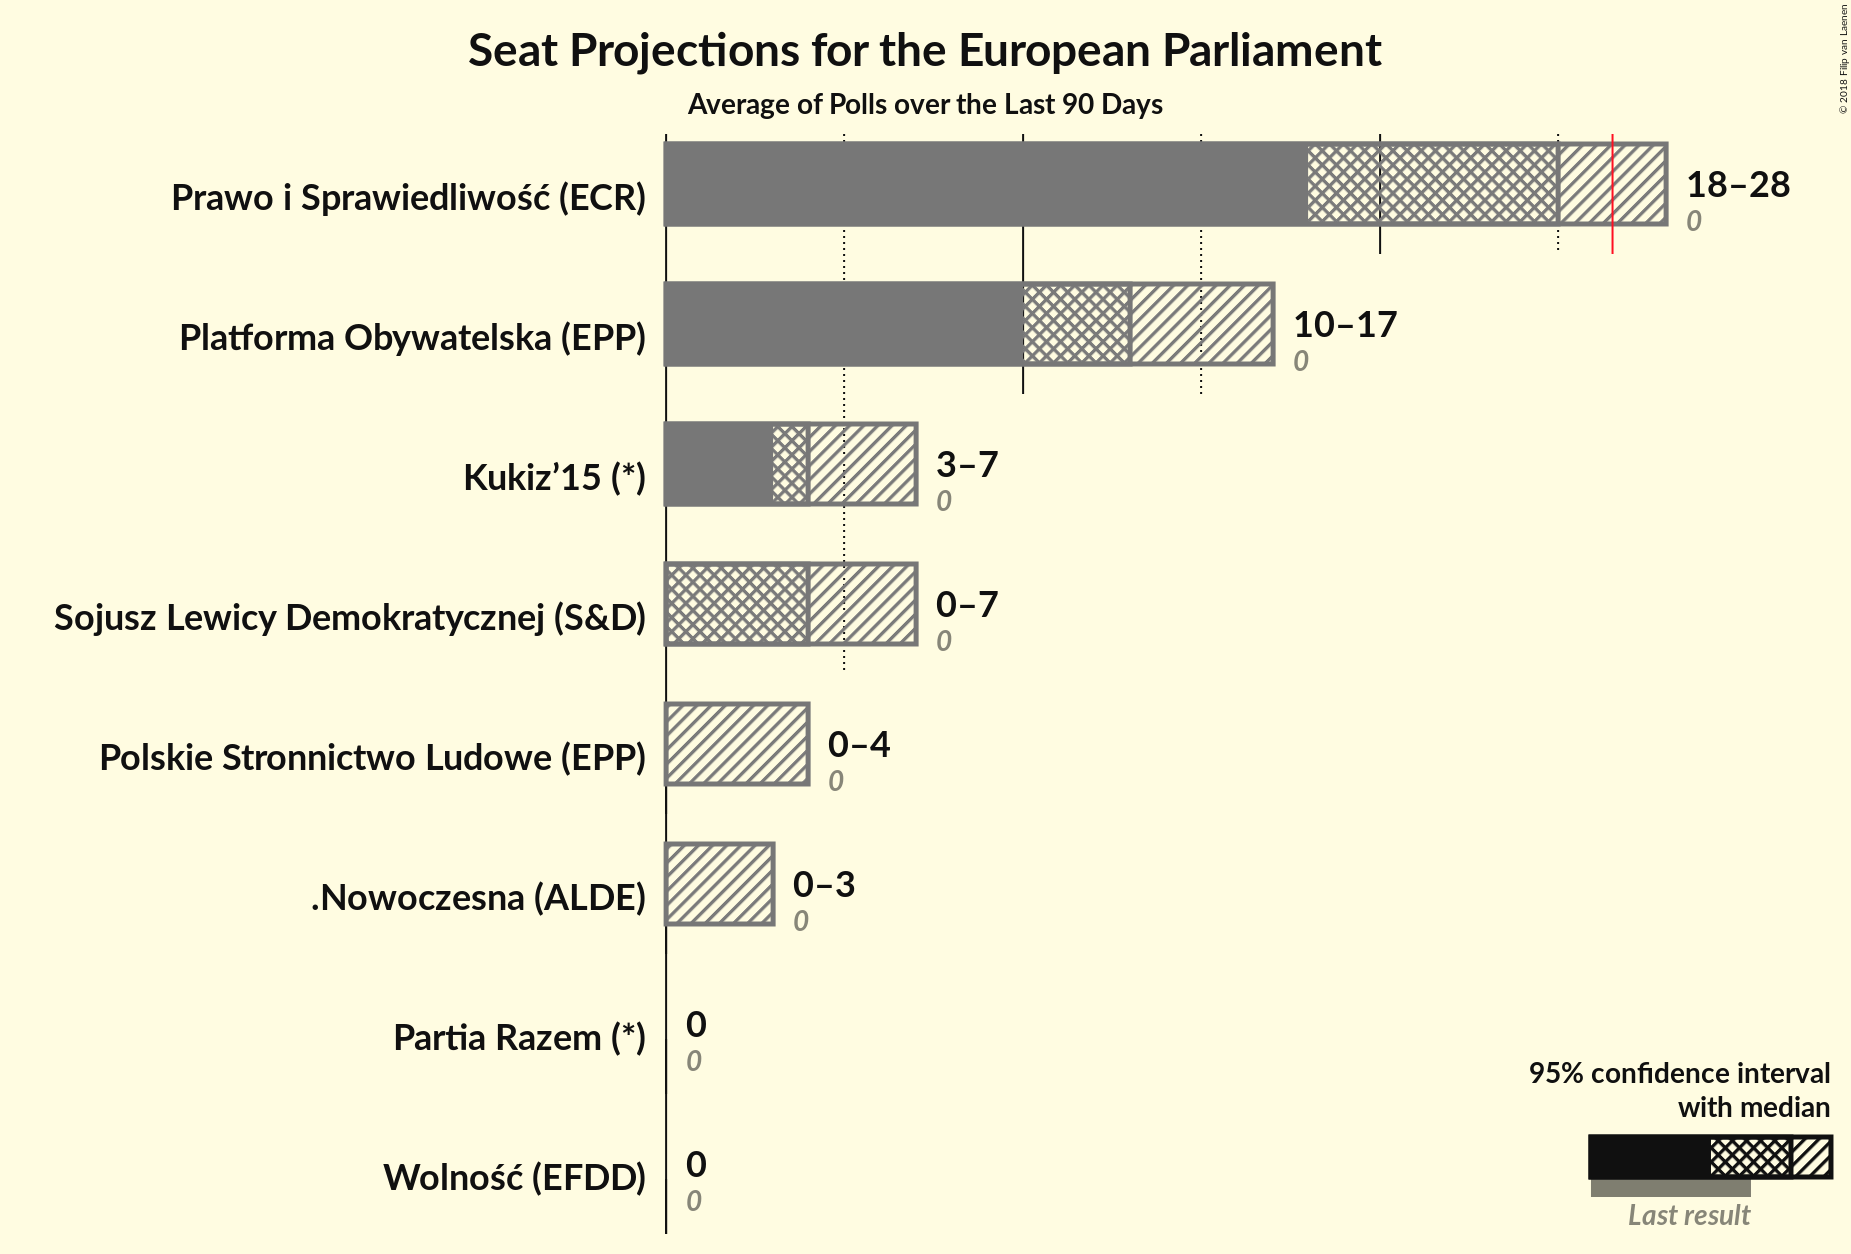 Seat Projections for the European Parliament
Average of Polls over the Last 90 Days
© 2018 Filip van Laenen
Prawo i Sprawiedliwość (ECR)
18–28
0
Platforma Obywatelska (EPP)
10–17
0
Kukiz’15 (*)
3–7
0
Sojusz Lewicy Demokratycznej (S&D)
0–7
0
Polskie Stronnictwo Ludowe (EPP)
0–4
0
.Nowoczesna (ALDE)
0–3
0
Partia Razem (*)
0
0
Wolność (EFDD)
0
0
95% confidence interval
with median
Last result